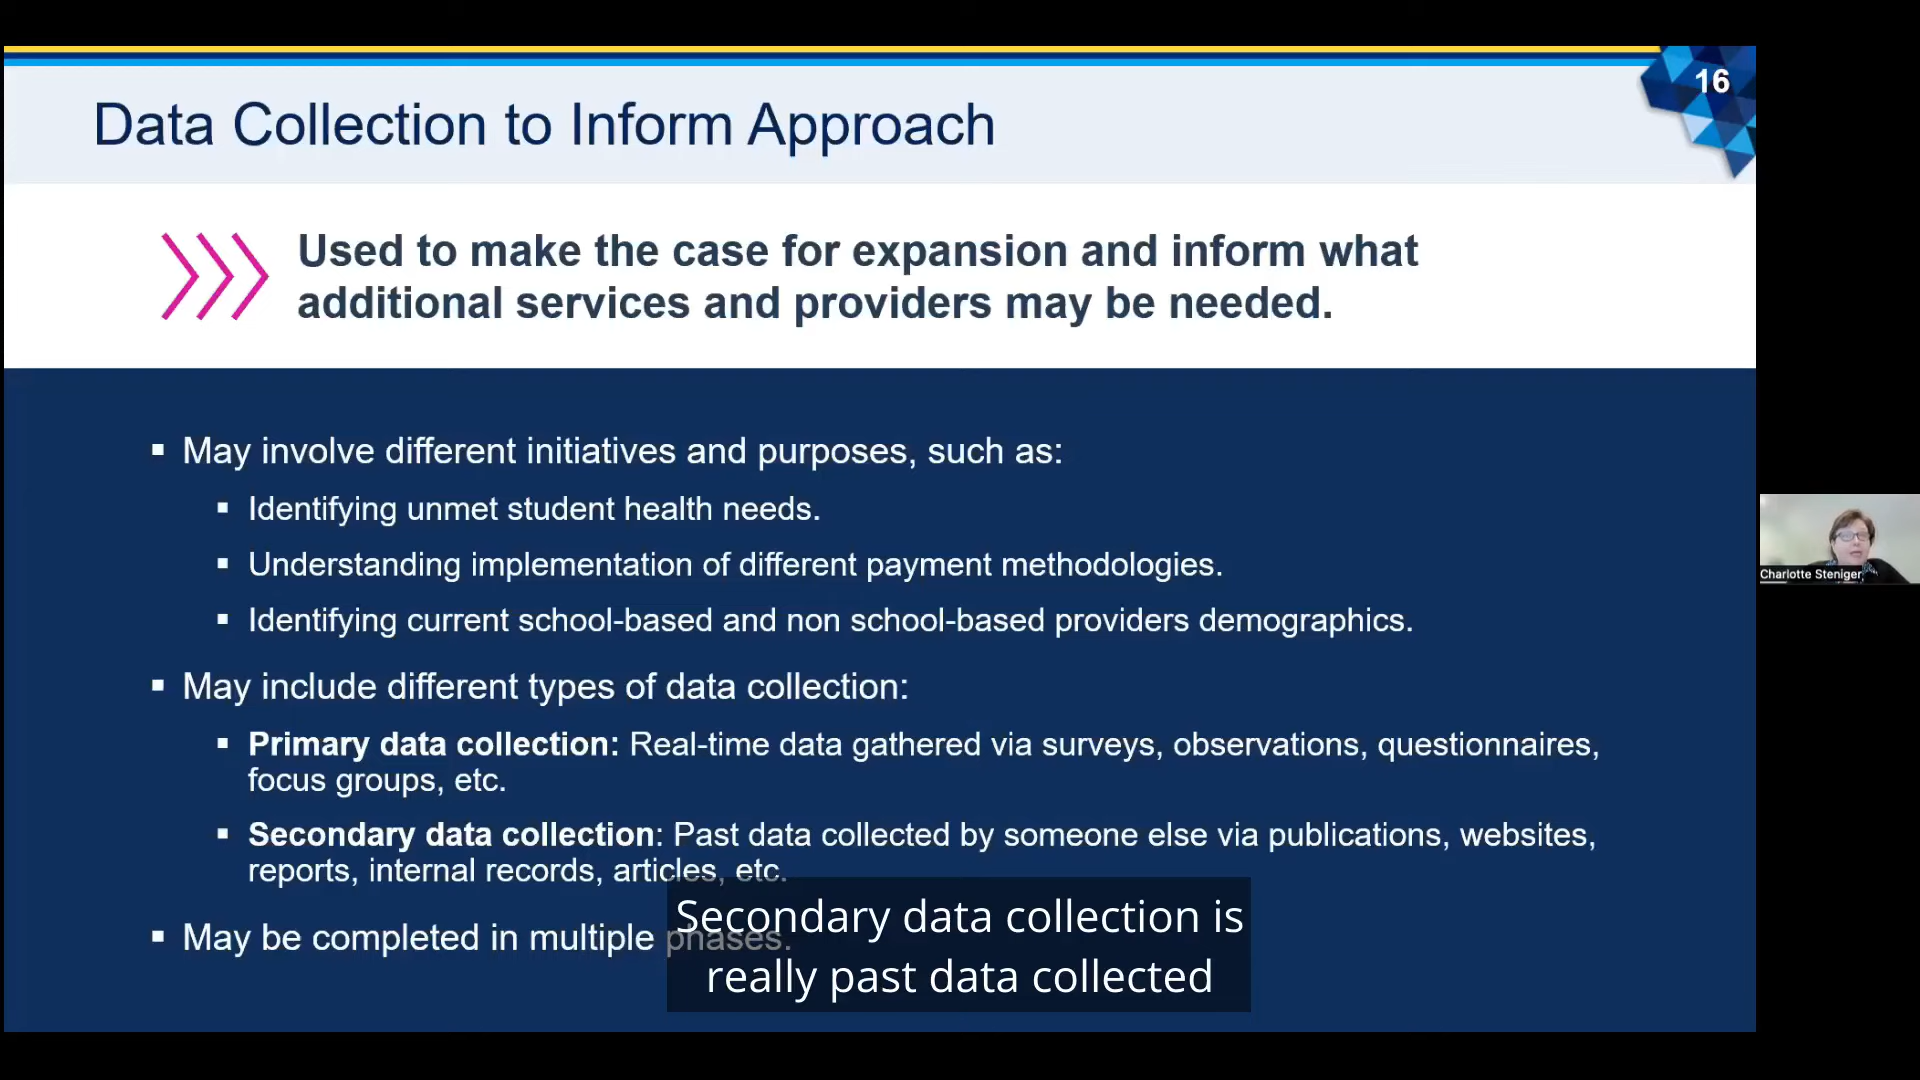 16
Data Collection to Inform Approach
Used to make the case for expansion and inform what
additional services and providers may be needed.
▪ May involve different initiatives and purposes, such as:
▪ Identifying unmet student health needs.
▪ Understanding implementation of different payment methodologies.
▪ Identifying current school-based and non school-based providers demographics.
▪ May include different types of data collection:
▪ Primary data collection: Real-time data gathered via surveys, observations, questionnaires,
focus groups, etc.
▪ Secondary data collection: Past data collected by someone else via publications, websites,
reports, internal records, articles, etc.
▪ May be completed in multiple phases.
Secondary data collection is
really past data collected
Charlotte Steniger